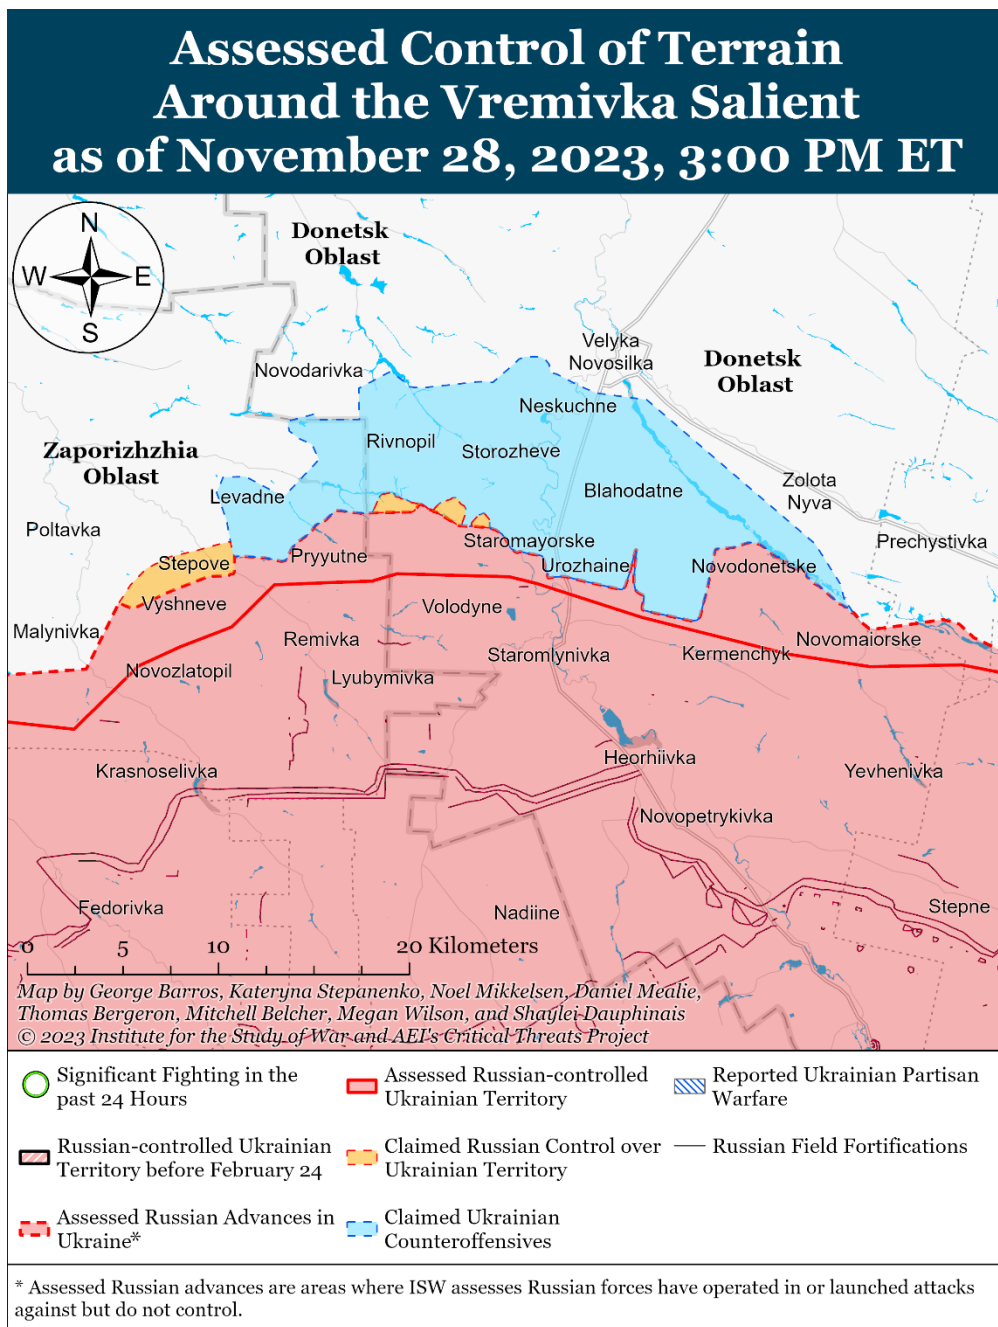 Assessed Control of Terrain
Around the Vremivka Salient
as of November 28, 2023, 3:00 PM ET
N
W
E
S
Donetsk
Oblast
Velyka
Novosilka
Novodarivka
Donetsk
Oblast
Neskuchne
Rivnopil
Storozheve
Zaporizhzhia
Oblast
Zolota
Nyva
Levadne
Blahodatne
Poltavka
Staromayorske
Prechystivka
Pryyutne
Stepove
Urozhaine
Novodonetske
Vyshneve
Volodyne
Malynivka
Remivka
Novomaiorske
Staromlynivka
Kermenchyk
Novozlatopil
Lyubymivka
Heorhiivka
Krasnoselivka
Yevhenivka
Novopetrykivka
Fedorivka
Nadiine
Stepne
0 5 10 20 Kilometers
Map by George Barros, Kateryna Stepanenko, Noel Mikkelsen, Daniel Mealie,
Thomas Bergeron, Mitchell Belcher, Megan Wilson, and Shaylei Dauphinais
© 2023 Institute for the Study of War and AEI's Critical Threats Project
Significant Fighting in the
past 24 Hours
Assessed Russian-controlled
Ukrainian Territory
Reported Ukrainian Partisan
Warfare
Russian-controlled Ukrainian
Territory before February 24
Claimed Russian Control over
Ukrainian Territory
Russian Field Fortifications
Assessed Russian Advances in
Ukraine*
Claimed Ukrainian
Counteroffensives
* Assessed Russian advances are areas where ISW assesses Russian forces have operated in or launched attacks
against but do not control.